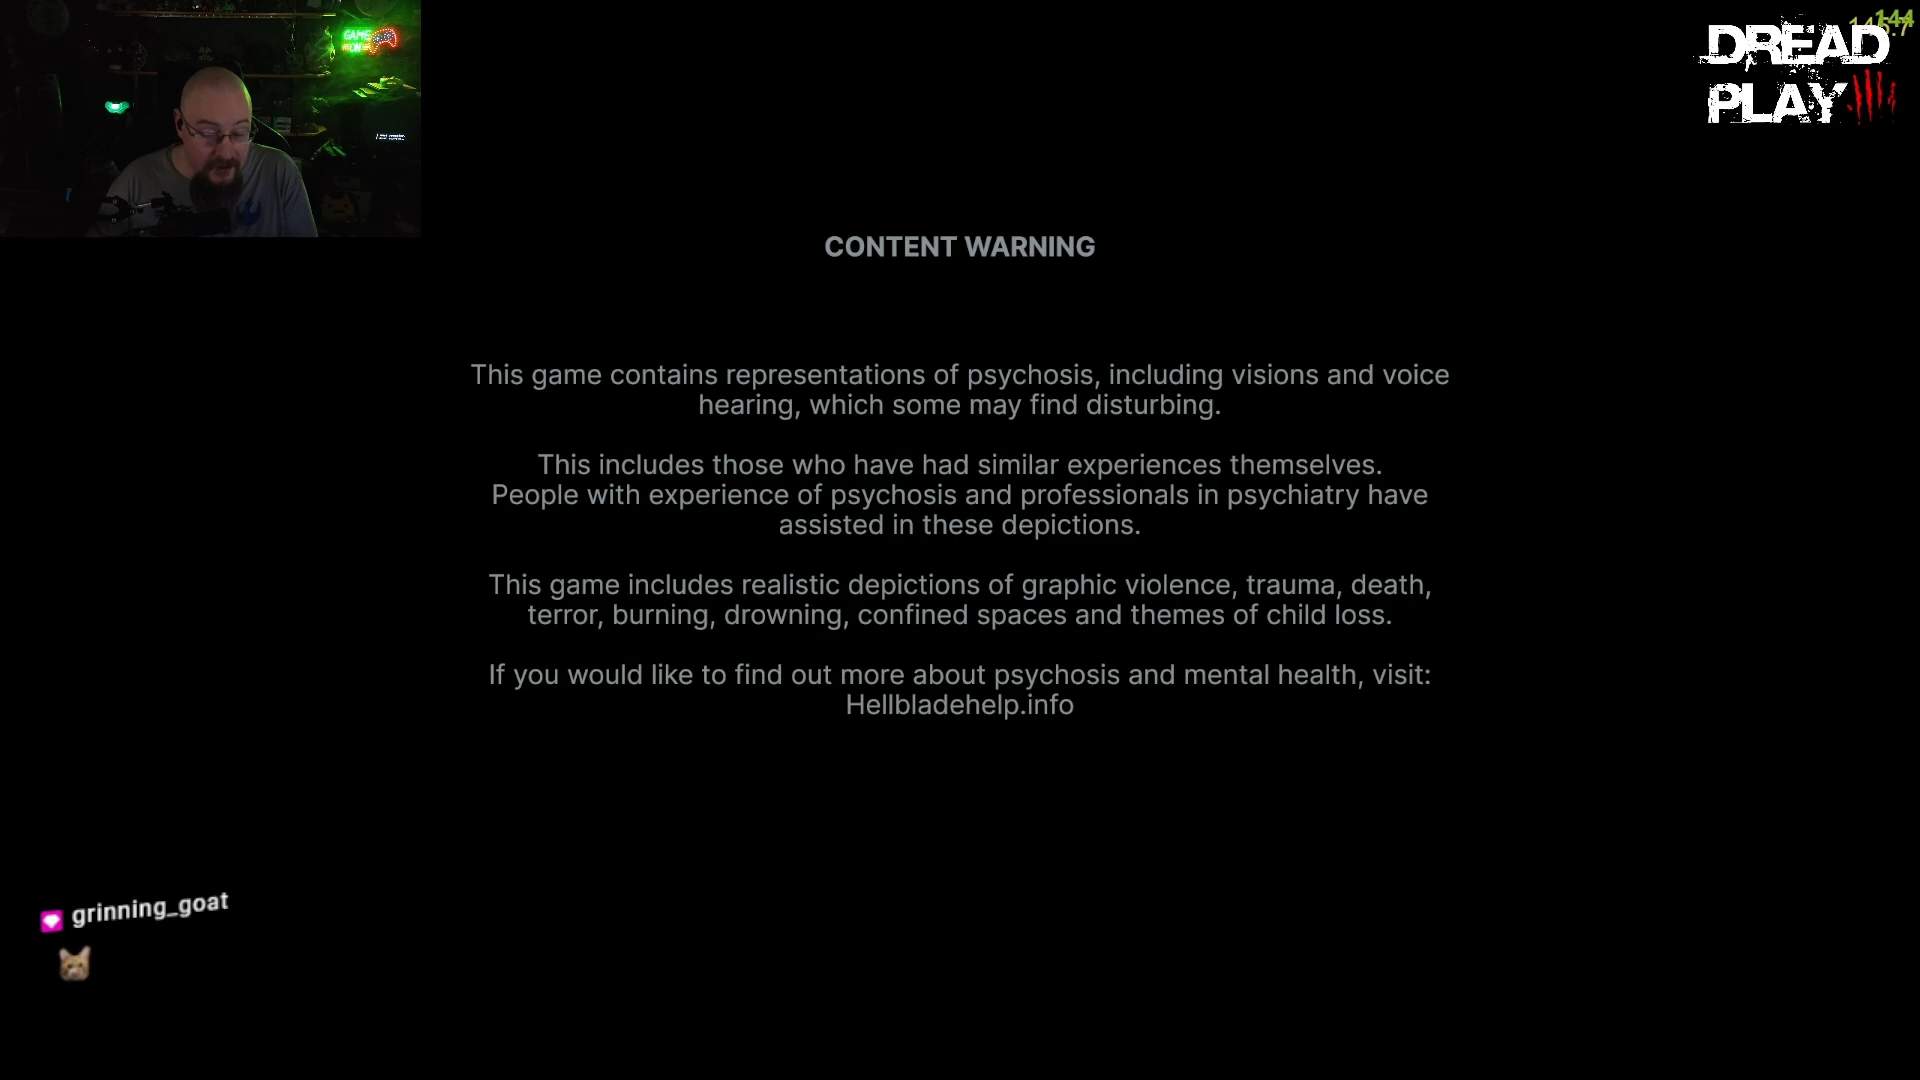 GAME
ON
144
DREAD
PLAY
CONTENT WARNING
This game contains representations of psychosis, including visions and voice
hearing, which some may find disturbing.
This includes those who have had similar experiences themselves.
People with experience of psychosis and professionals in psychiatry have
assisted in these depictions.
This game includes realistic depictions of graphic violence, trauma, death,
terror, burning, drowning, confined spaces and themes of child loss.
If you would like to find out more about psychosis and mental health, visit:
Hellbladehelp.info
grinning_goat